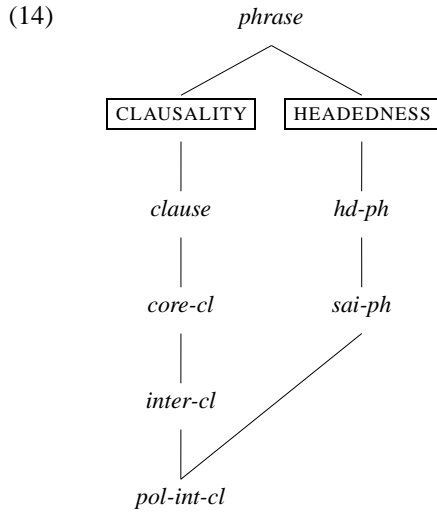 (14) phrase
CLAUSALITY HEADEDNESS
clause hd-ph
core-cl sai-ph
inter-cl
pol-int-cl